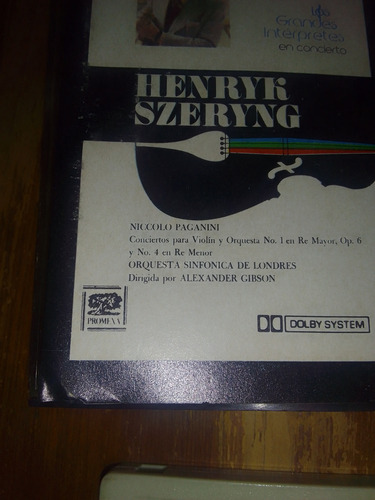 Los
Grandes
Intérpretes
en concierto
HENRYK
SZERYNG
NICCOLO PAGANINI
Conciertos para Violín y Orquesta No. 1 en Re Mayor, Op. 6
y No. 4 en Re Menor
ORQUESTA SINFONICA DE LONDRES
Dirigida por ALEXANDER GIBSON
PROMEXA
DOLBY SYSTEM